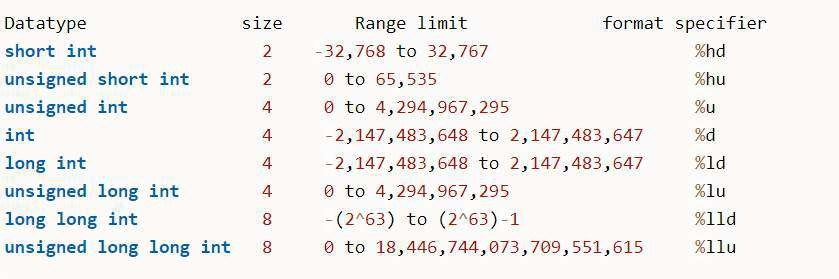 Datatype size Range limit format specifier
short int 2 -32,768 to 32,767 %hd
unsigned short int 2 0 to 65,535 %hu
unsigned int 4 0 to 4,294,967,295 %u
int 4 -2,147,483,648 to 2,147,483,647 %d
long int 4 -2,147,483,648 to 2,147,483,647 %ld
unsigned long int 4 0 to 4,294,967,295 %lu
long long int 8 -(2^63) to (2^63)-1 %lld
unsigned long long int 8 0 to 18,446,744,073,709,551,615 %llu